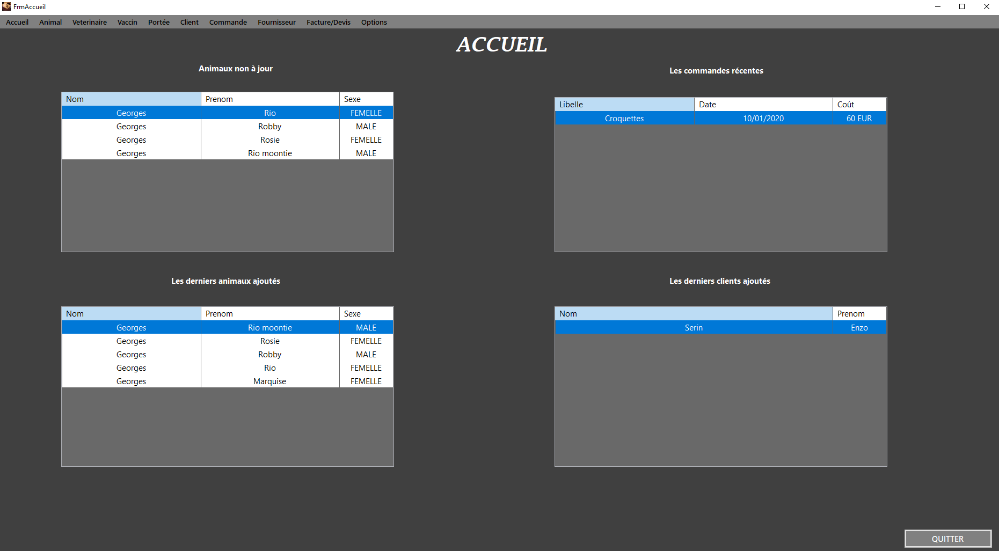 FrmAccueil
Accueil Animal Veterinaire Vaccin Portée Client Commande Fournisseur Facture/Devis Options
ACCUEIL
Animaux non à jour
Nom Prenom Sexe
Georges Rio FEMELLE
Georges Robby MALE
Georges Rosie FEMELLE
Georges Rio moontie MALE
Les commandes récentes
Libelle Date Coût
Croquettes 10/01/2020 60 EUR
Les derniers animaux ajoutés
Nom Prenom Sexe
Georges Rio moontie MALE
Georges Rosie FEMELLE
Georges Robby MALE
Georges Rio FEMELLE
Georges Marquise FEMELLE
Les derniers clients ajoutés
Nom Prenom
Serin Enzo
QUITTER